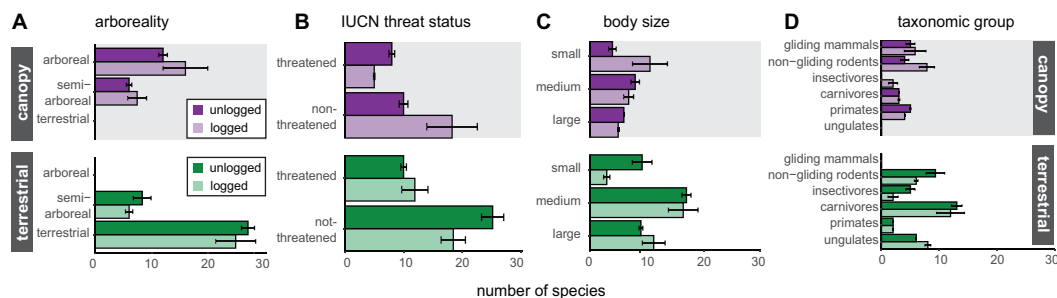 A
arboreality
canopy
arboreal
semi-
arboreal
terrestrial
unlogged
logged
terrestrial
arboreal
semi-
arboreal
terrestrial
unlogged
logged
0 10 20 30
B
IUCN threat status
threatened
non-
threatened
threatened
not-
threatened
0 10 20 30
C
body size
small
medium
large
small
medium
large
0 10 20 30
D
taxonomic group
gliding mammals
non-gliding rodents
insectivores
carnivores
primates
ungulates
canopy
gliding mammals
non-gliding rodents
insectivores
carnivores
primates
ungulates
terrestrial
0 10 20 30
number of species